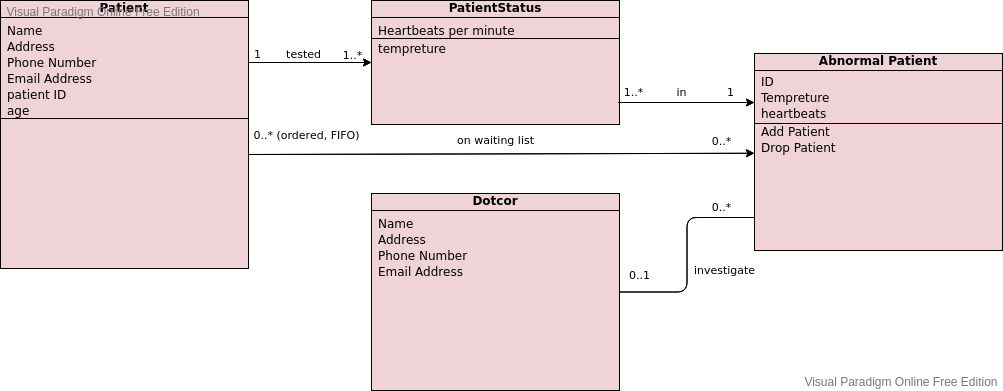 Patient
Visual Paradigm Online Free Edition
Name
Address
Phone Number
Email Address
patient ID
age
1 tested 1..*
PatientStatus
Heartbeats per minute
tempreture
1..* in 1
Abnormal Patient
ID
Tempreture
heartbeats
Add Patient
Drop Patient
0..* (ordered, FIFO)
on waiting list
0..*
Dotcor
Name
Address
Phone Number
Email Address
0..*
0..1
investigate
Visual Paradigm Online Free Edition